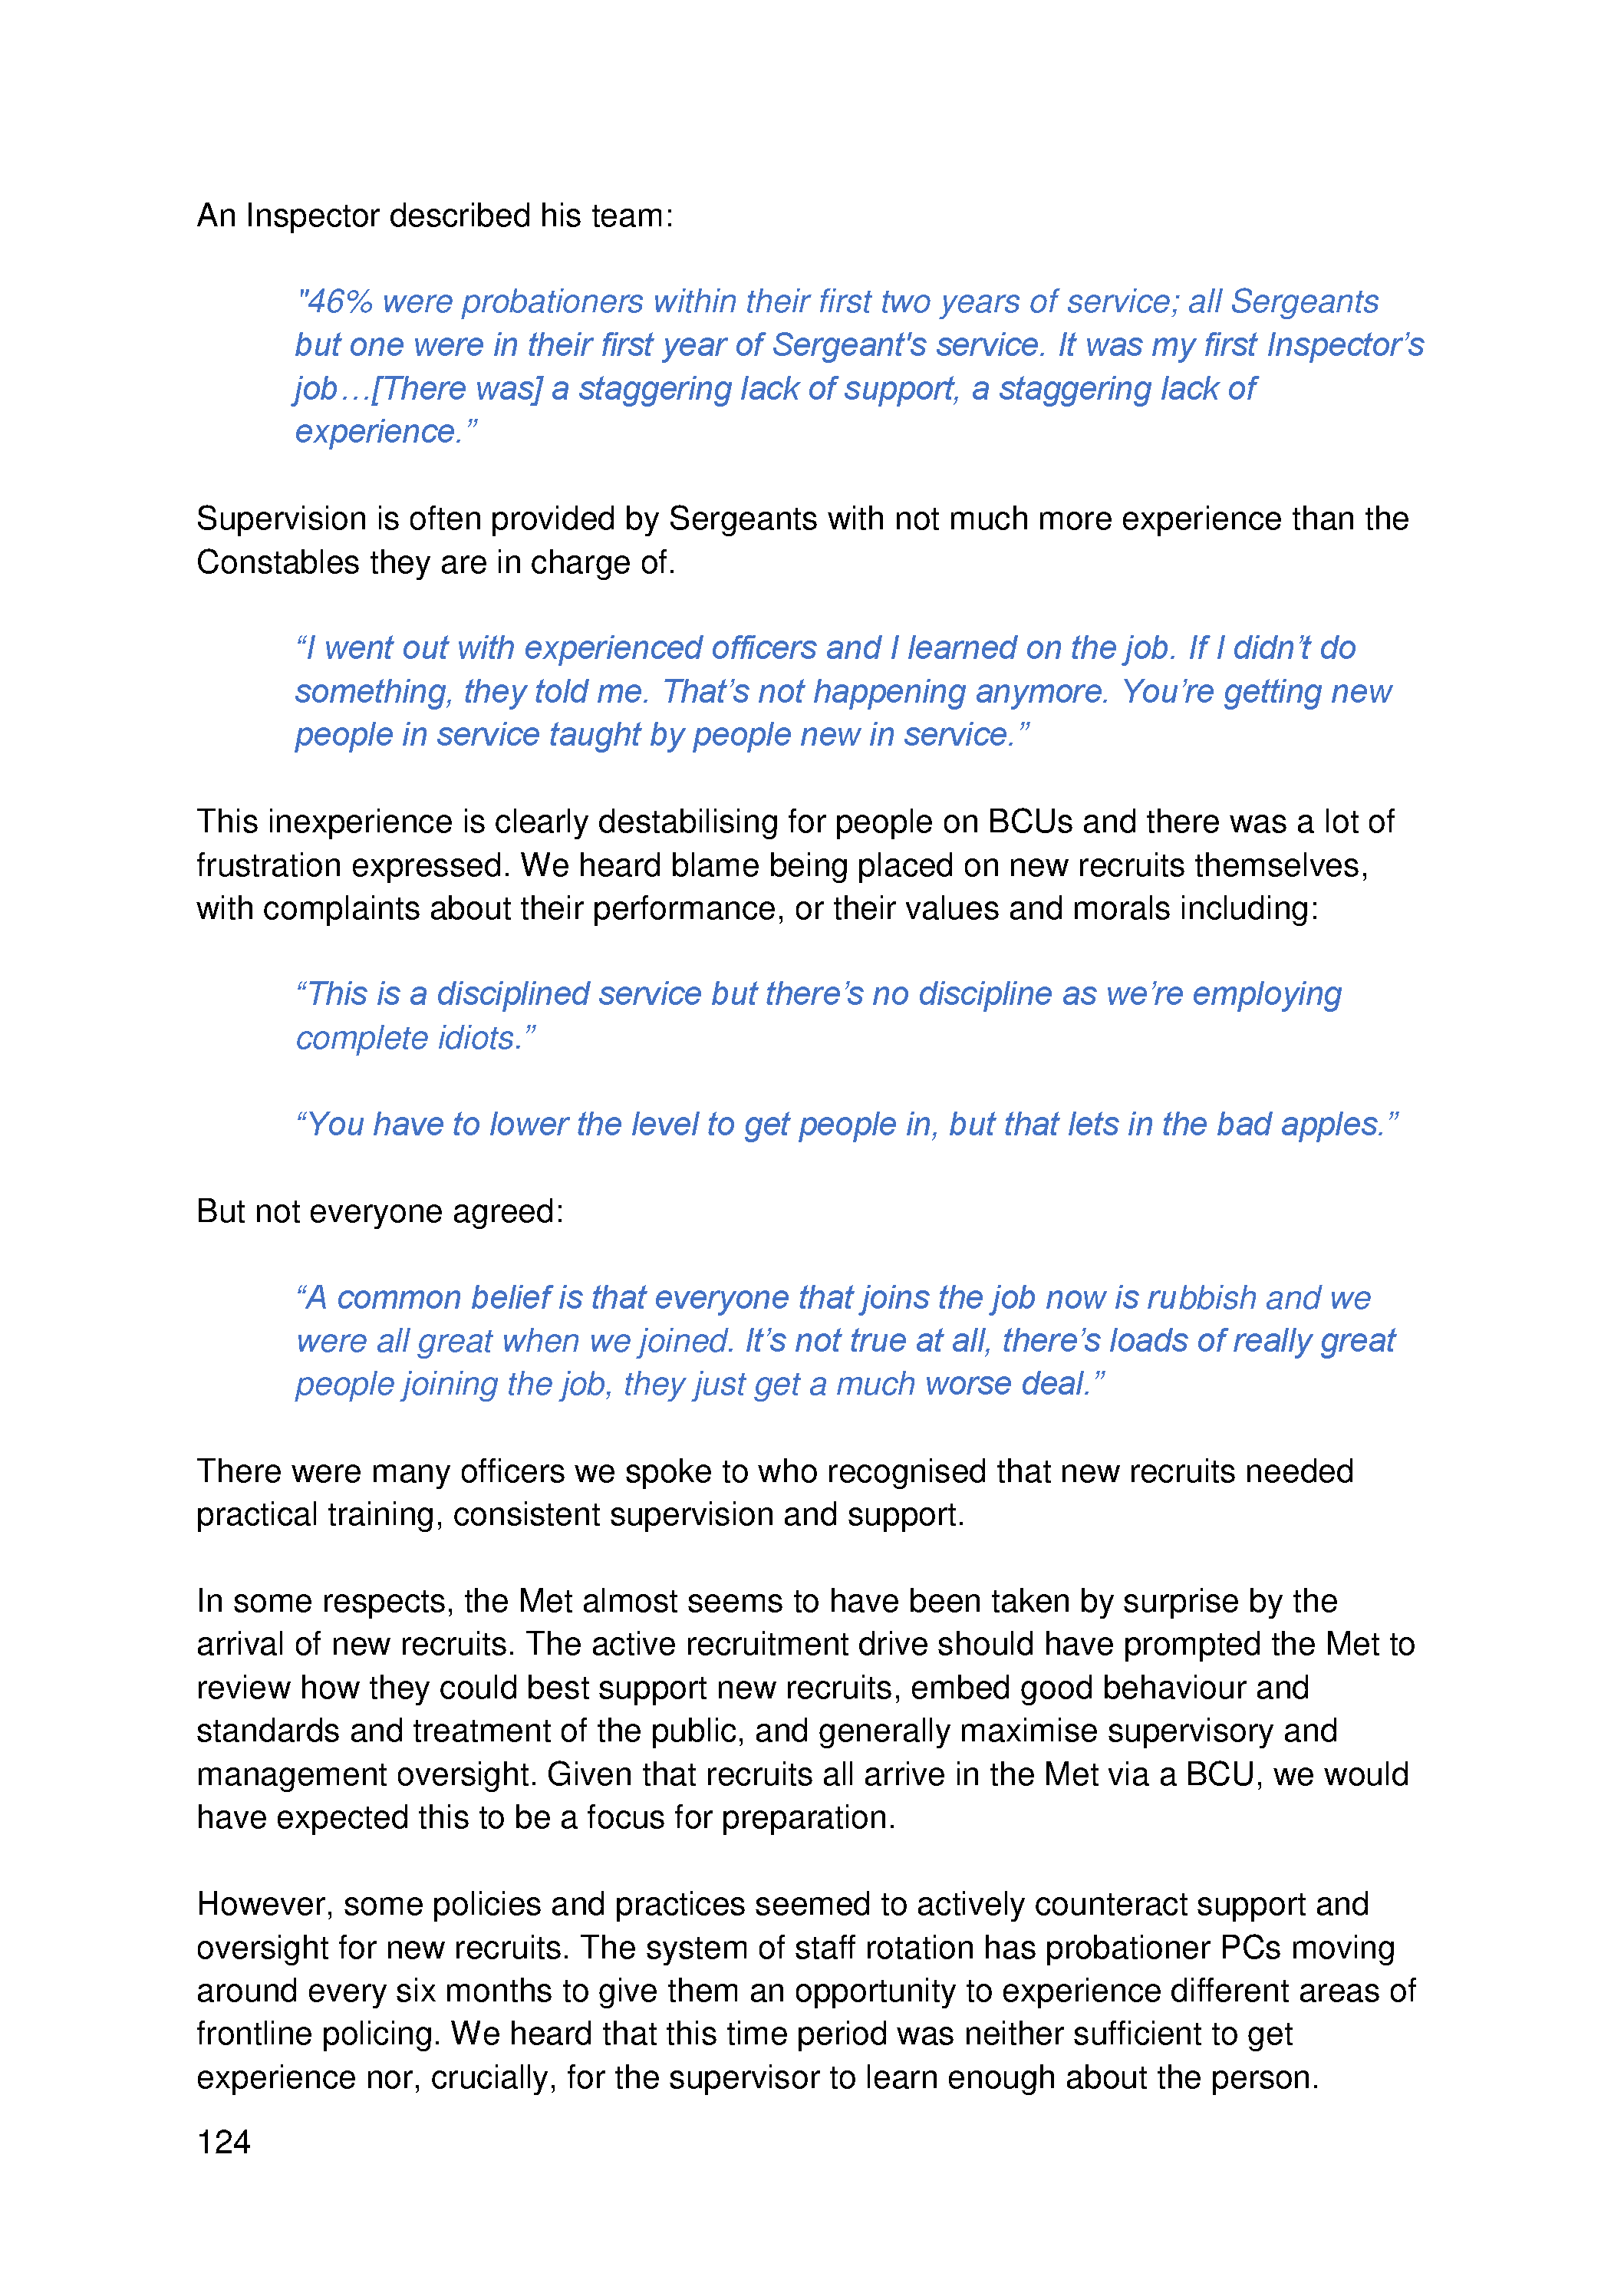 An Inspector described his team:
"46% were probationers within their first two years of service; all Sergeants
but one were in their first year of Sergeant's service. It was my first Inspector’s
job…[There was] a staggering lack of support, a staggering lack of
experience.”
Supervision is often provided by Sergeants with not much more experience than the
Constables they are in charge of.
“I went out with experienced officers and I learned on the job. If I didn’t do
something, they told me. That’s not happening anymore. You’re getting new
people in service taught by people new in service.”
This inexperience is clearly destabilising for people on BCUs and there was a lot of
frustration expressed. We heard blame being placed on new recruits themselves,
with complaints about their performance, or their values and morals including:
“This is a disciplined service but there’s no discipline as we’re employing
complete idiots.”
“You have to lower the level to get people in, but that lets in the bad apples.”
But not everyone agreed:
“A common belief is that everyone that joins the job now is rubbish and we
were all great when we joined. It’s not true at all, there’s loads of really great
people joining the job, they just get a much worse deal.”
There were many officers we spoke to who recognised that new recruits needed
practical training, consistent supervision and support.
In some respects, the Met almost seems to have been taken by surprise by the
arrival of new recruits. The active recruitment drive should have prompted the Met to
review how they could best support new recruits, embed good behaviour and
standards and treatment of the public, and generally maximise supervisory and
management oversight. Given that recruits all arrive in the Met via a BCU, we would
have expected this to be a focus for preparation.
However, some policies and practices seemed to actively counteract support and
oversight for new recruits. The system of staff rotation has probationer PCs moving
around every six months to give them an opportunity to experience different areas of
frontline policing. We heard that this time period was neither sufficient to get
experience nor, crucially, for the supervisor to learn enough about the person.
124